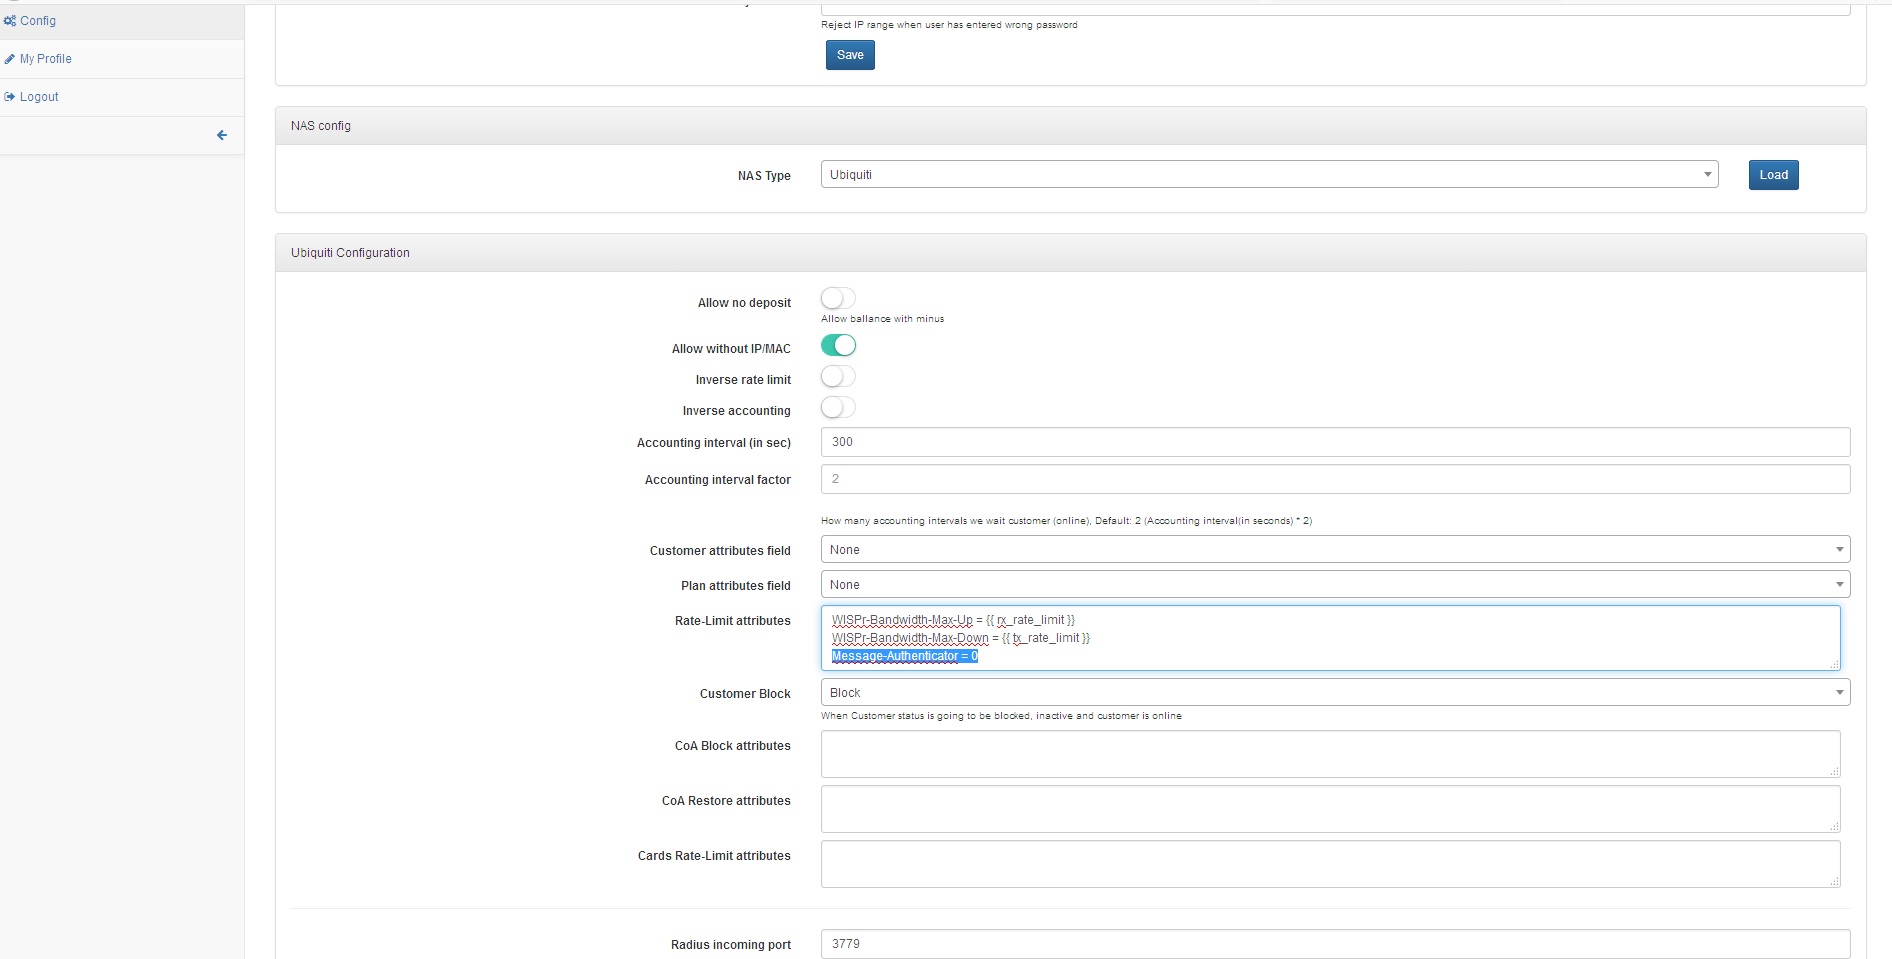 Config
My Profile
Logout
Reject IP range when user has entered wrong password
Save
NAS config
NAS Type
Ubiquiti
Load
Ubiquiti Configuration
Allow no deposit
Allow ballance with minus
Allow without IP/MAC
Inverse rate limit
Inverse accounting
Accounting interval (in sec)
300
Accounting interval factor
2
How many accounting intervals we wait customer (online), Default: 2 (Accounting interval(in seconds) * 2)
Customer attributes field
None
Plan attributes field
None
Rate-Limit attributes
WISPr-Bandwidth-Max-Up = {{ rx_rate_limit }}
WISPr-Bandwidth-Max-Down = {{ tx_rate_limit }}
Message-Authenticator = 0
Customer Block
Block
When Customer status is going to be blocked, inactive and customer is online
CoA Block attributes
CoA Restore attributes
Cards Rate-Limit attributes
Radius incoming port
3779